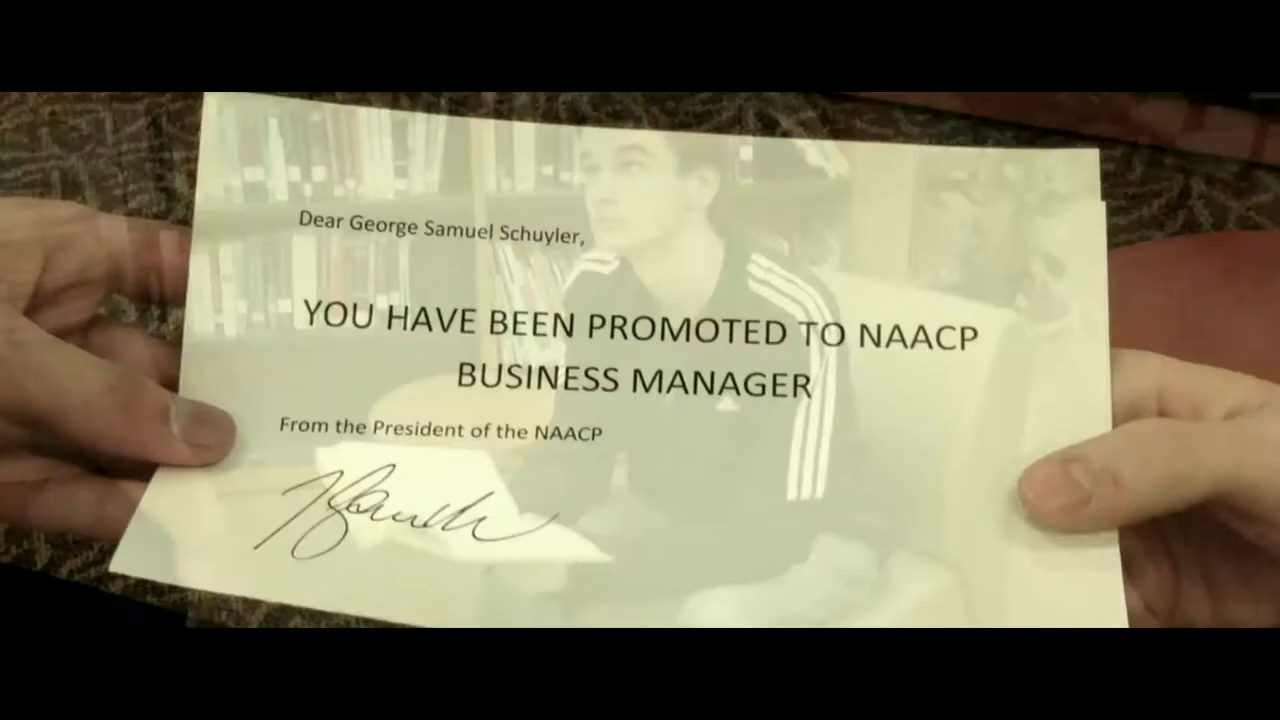 Dear George Samuel Schuyler,
YOU HAVE BEEN PROMOTED TO NAACP
BUSINESS MANAGER
From the President of the NAACP